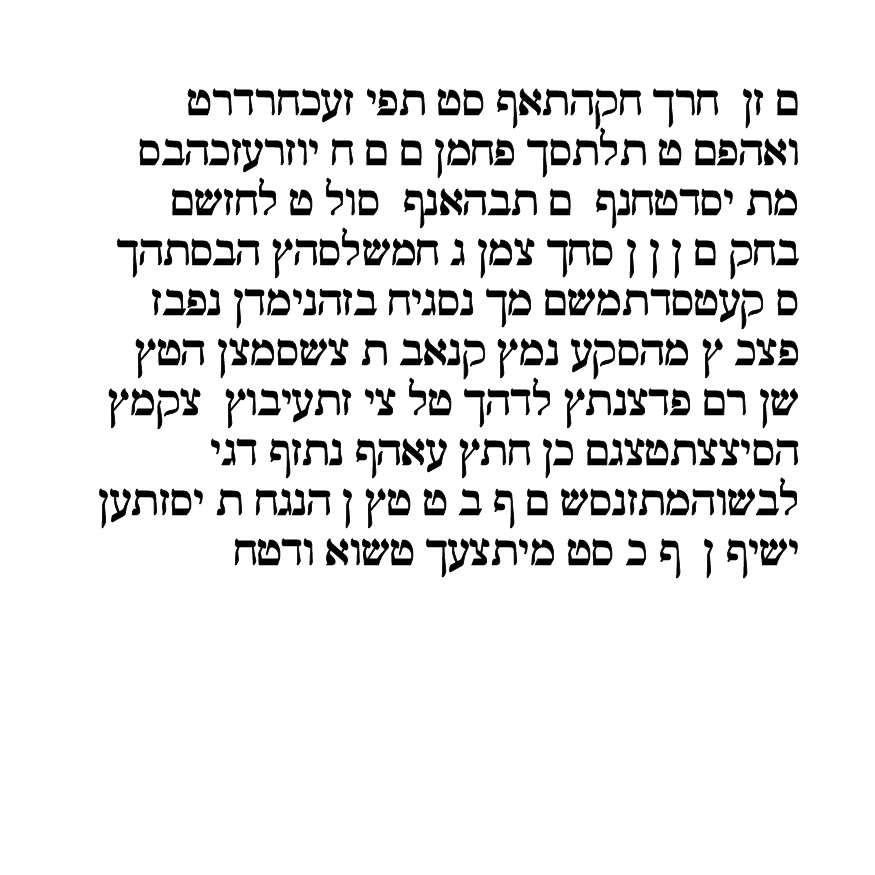 ם זן  חרך חקהתאף סט תפי זעכחרדרט
ואהפם ט תלתסך פחמן ם ם ח יוזרעזכהבס
מת יסדטחנף  ם תבהאנף  סול ט לחזשם
בחק ם ן ן ן סחך צמן ג חמשלסהץ הבסתהך
ס קעטסדתמשם מך נסגיח בזהנימדן נפבז
פצכ ץ מהסקע נמץ קנאב ת צשסמצן הטץ
שן רם פדצנתץ לדהך טל צי זתעיבוץ  צקמץ
הסיצצתטצגם כן חתץ עאהף נתזף דגי
לבשוהמתזנסש ם ף ב ט טץ ן הנגח ת יסזתען
ישיף ן  ף כ סט מיתצעך טשוא ודטח